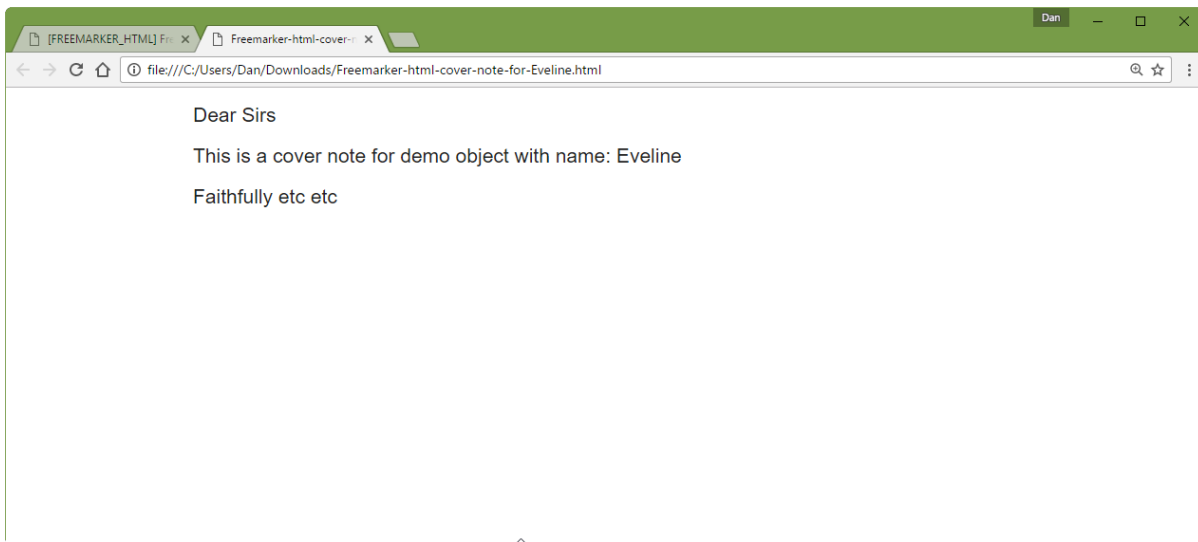 Dan
[FREEMARKER_HTML] Fre
Freemarker-html-cover-n
file:///C:/Users/Dan/Downloads/Freemarker-html-cover-note-for-Eveline.html
Dear Sirs
This is a cover note for demo object with name: Eveline
Faithfully etc etc